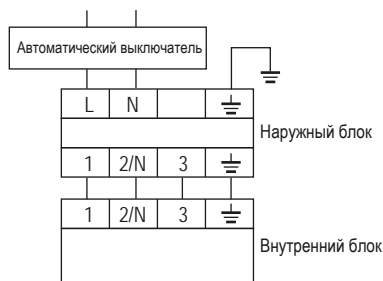 Автоматический выключатель
L N
Наружный блок
1 2/N 3
1 2/N 3
Внутренний блок